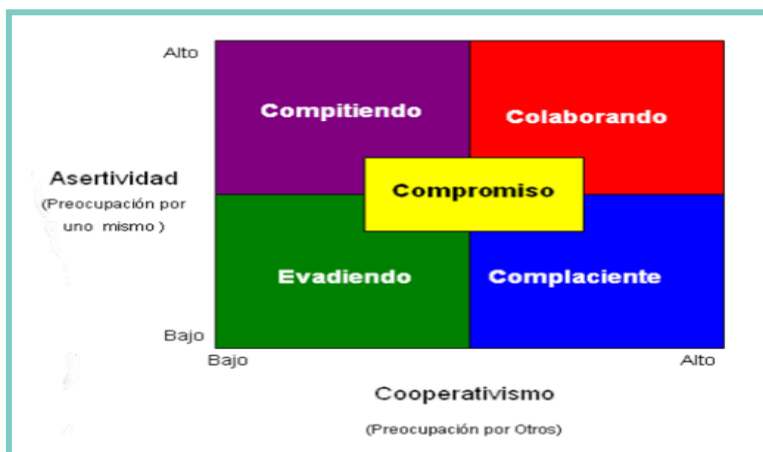 Alto
Compitiendo
Colaborando
Asertividad
(Preocupación por
uno mismo )
Compromiso
Evadiendo
Complaciente
Bajo
Bajo
Alto
Cooperativismo
(Preocupación por Otros)